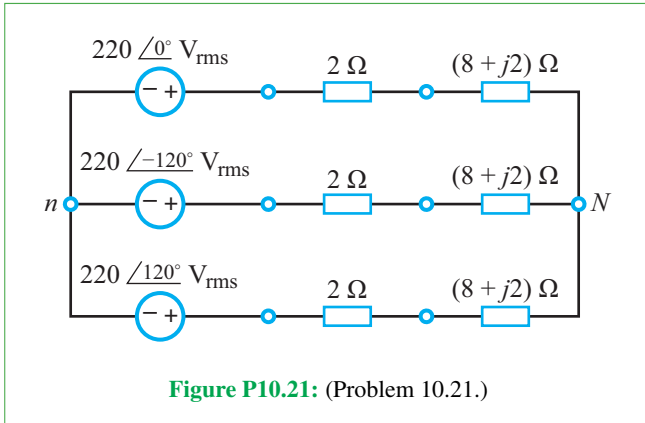 220 ∠0° Vrms
2 Ω
(8 + j2) Ω
− +
220 ∠−120° Vrms
2 Ω
(8 + j2) Ω
n
− +
N
220 ∠120° Vrms
2 Ω
(8 + j2) Ω
− +
Figure P10.21: (Problem 10.21.)